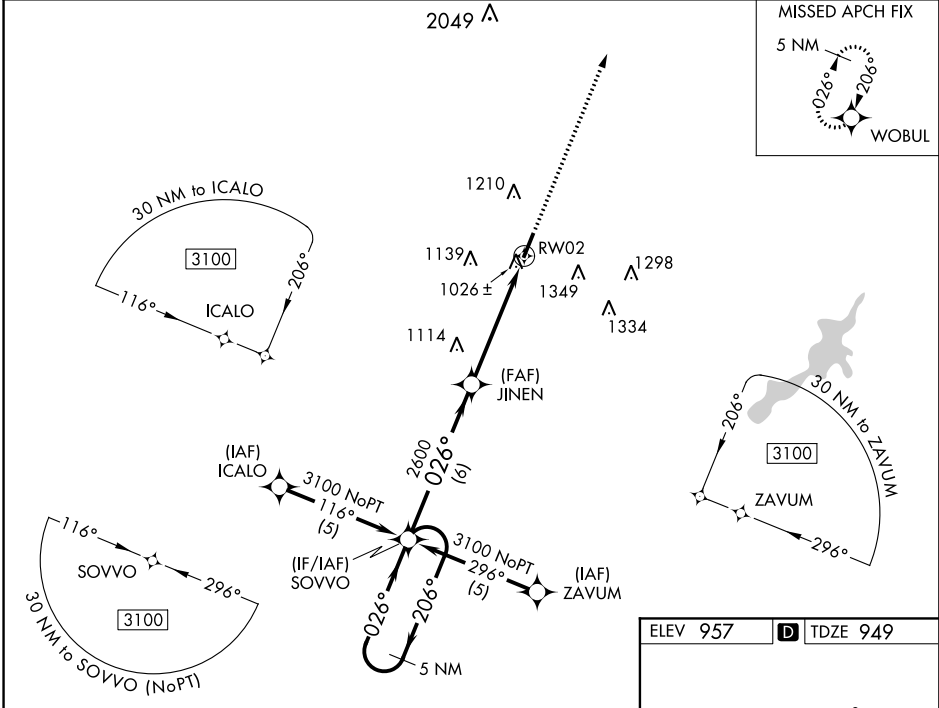 2049
MISSED APCH FIX
5 NM
026°
206°
WOBUL
30 NM to ICALO
3100
206°
116°
ICALO
1210
RW02
1139
1026 ±
1349
1298
1334
1114
(FAF)
JINEN
2600
026°
(6)
(IAF)
ICALO
3100 NoPT
116°
(5)
(IF/IAF)
SOVVO
3100 NoPT
296°
(5)
(IAF)
ZAVUM
026°
206°
5 NM
30 NM to ZAVUM
206°
3100
ZAVUM
296°
116°
SOVVO
296°
3100
30 NM to SOVVO (NoPT)
ELEV 957
D
TDZE 949